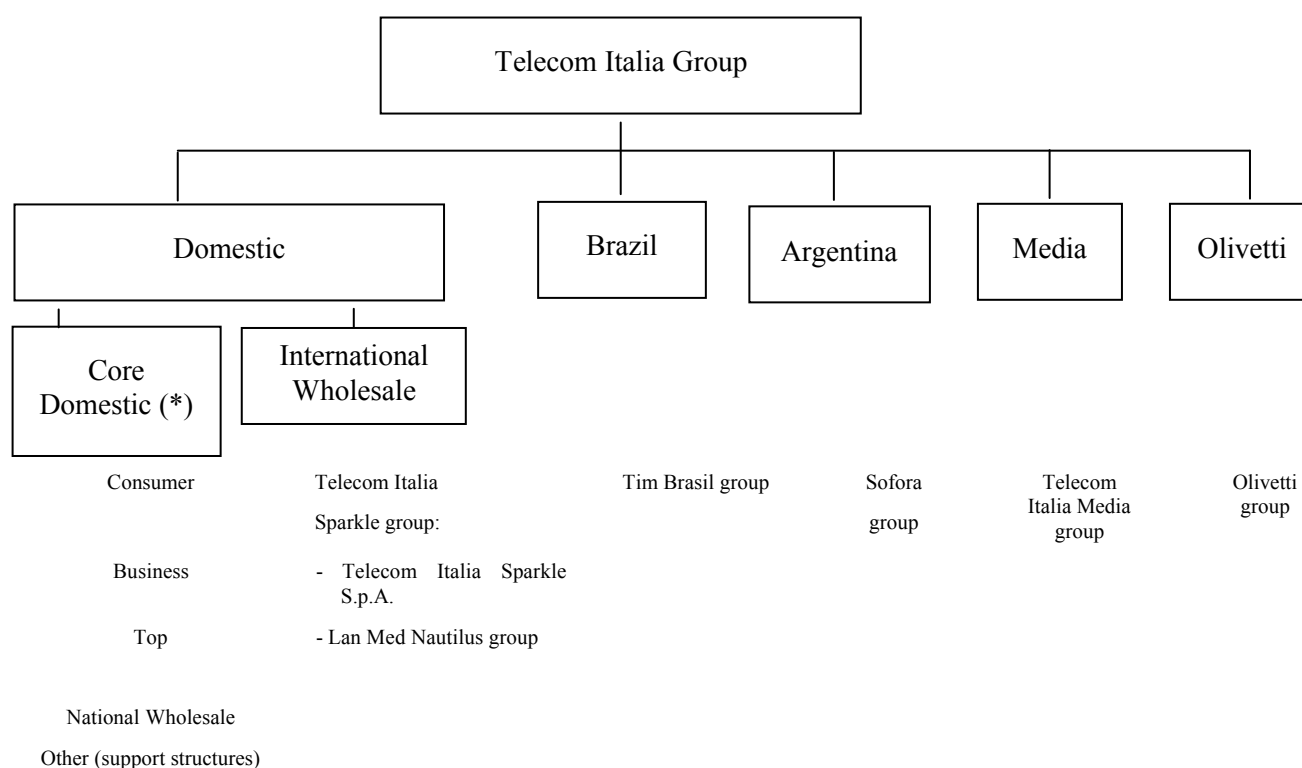 Telecom Italia Group
Domestic
Brazil
Argentina
Media
Olivetti
Core
Domestic (*)
International
Wholesale
Consumer
Telecom Italia
Sparkle group:
Tim Brasil group
Sofora
group
Telecom
Italia Media
group
Olivetti
group
Business
- Telecom Italia Sparkle
S.p.A.
Top
- Lan Med Nautilus group
National Wholesale
Other (support structures)